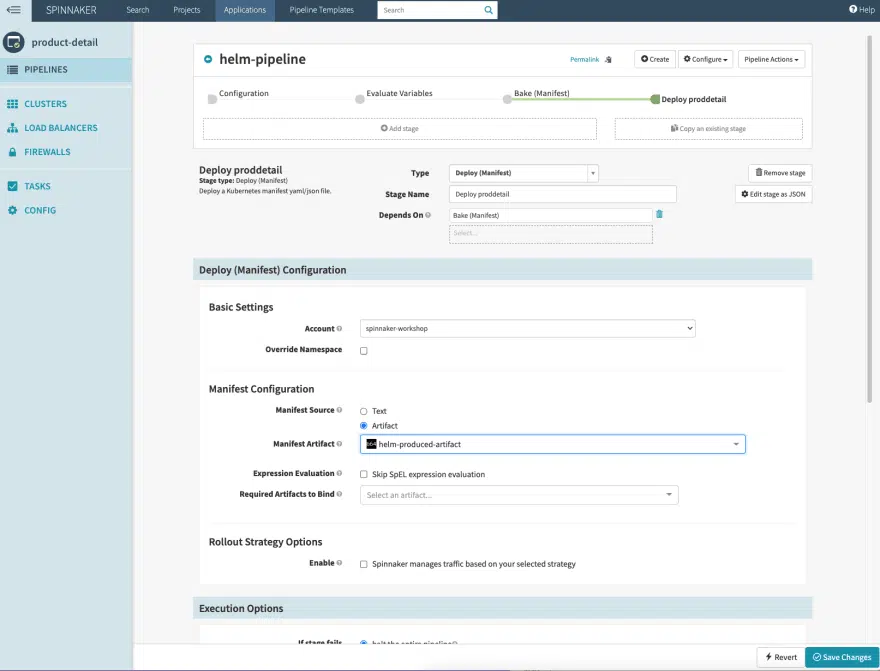 SPINNAKER Search Projects Applications Pipeline Templates Search Help
product-detail
PIPELINES
CLUSTERS
LOAD BALANCERS
FIREWALLS
TASKS
CONFIG
helm-pipeline Permalink Create Configure Pipeline Actions
Configuration Evaluate Variables Bake (Manifest) Deploy proddetail
Add stage Copy an existing stage
Deploy proddetail
Stage type: Deploy (Manifest)
Deploy a Kubernetes manifest yaml/json file.
Type Deploy (Manifest) Remove stage
Stage Name Deploy proddetail Edit stage as JSON
Depends On Bake (Manifest)
Select...
Deploy (Manifest) Configuration
Basic Settings
Account spinnaker-workshop
Override Namespace
Manifest Configuration
Manifest Source Text
Artifact
Manifest Artifact b64 helm-produced-artifact
Expression Evaluation Skip SpEL expression evaluation
Required Artifacts to Bind Select an artifact...
Rollout Strategy Options
Enable Spinnaker manages traffic based on your selected strategy
Execution Options
If stage fails halt the entire pipeline
Revert Save Changes